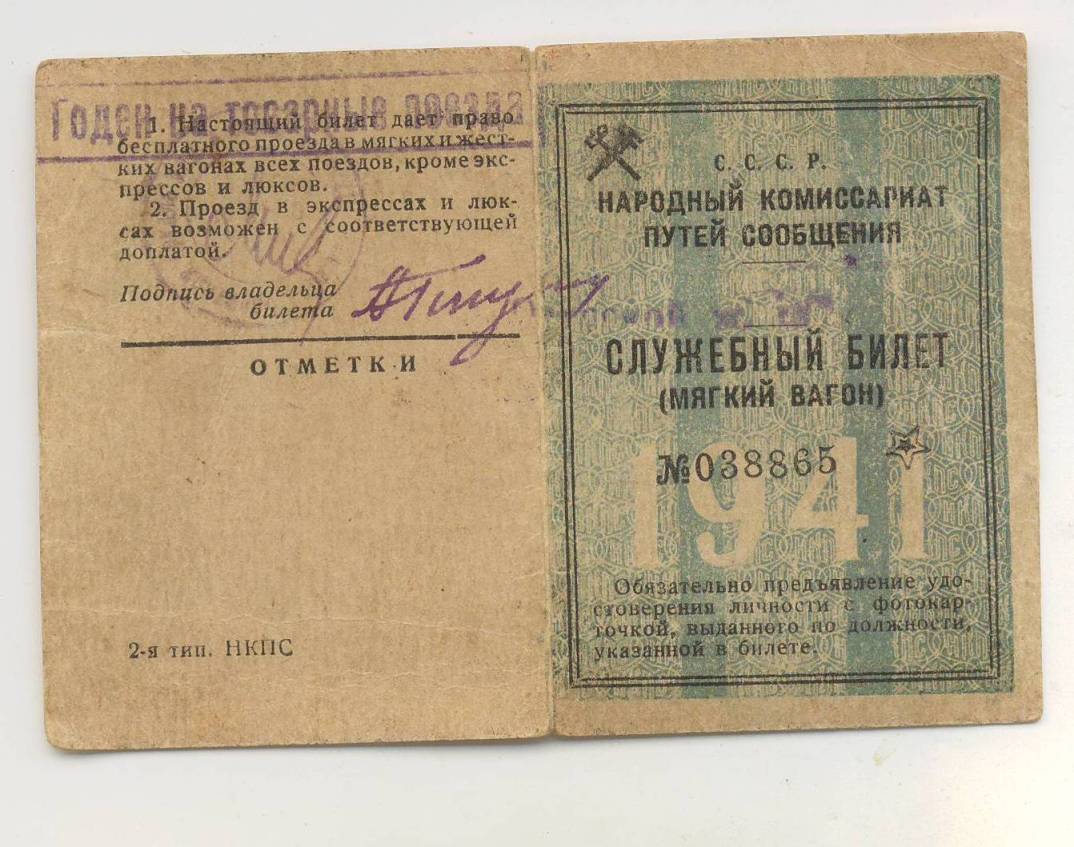 Годен на товарные поезда
1. Настоящий билет дает право
бесплатного проезда в мягких и жест-
ких вагонах всех поездов, кроме экс-
прессов и люксов.
2. Проезд в экспрессах и люк-
сах возможен с соответствующей
доплатой.
Подпись владельца
билета
ОТМЕТКИ
2-я тип. НКПС
С. С. С. Р.
НАРОДНЫЙ КОМИССАРИАТ
ПУТЕЙ СООБЩЕНИЯ
СЛУЖЕБНЫЙ БИЛЕТ
(МЯГКИЙ ВАГОН)
№038865
1941
Обязательно предъявление удо-
стоверения личности с фотокар-
точкой, выданного по должности,
указанной в билете.